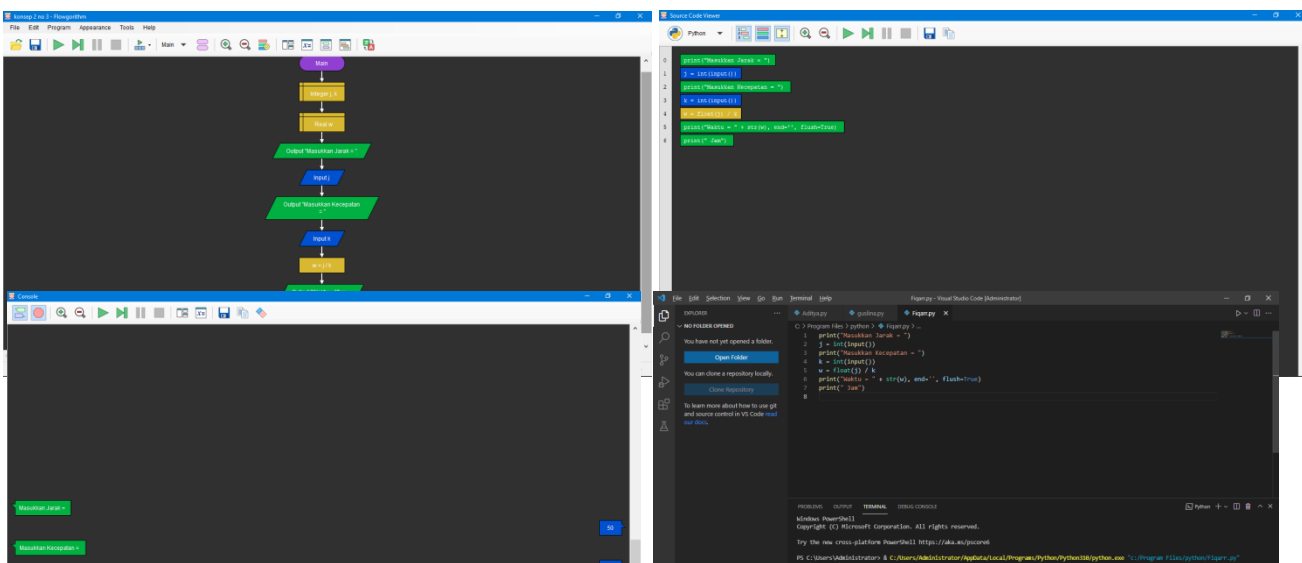 konsep 2 no 3 - Flowgorithm
File Edit Program Appearance Tools Help
Main
Main
Integer j, k
Real w
Output "Masukkan Jarak = "
Input j
Output "Masukkan Kecepatan
= "
Input k
w = j / k
Console
Masukkan Jarak =
50
Masukkan Kecepatan =
Source Code Viewer
Python
0 print("Masukkan Jarak = ")
1 j = int(input())
2 print("Masukkan Kecepatan = ")
3 k = int(input())
4 w = float(j) / k
5 print("Waktu = " + str(w), end='', flush=True)
6 print(" Jam")
File Edit Selection View Go Run Terminal Help
Fiqarr.py - Visual Studio Code [Administrator]
EXPLORER
Aditya.py
Fiqarr.py
NO FOLDER OPENED
You have not yet opened a folder.
Open Folder
You can clone a repository locally.
Clone Repository
To learn more about how to use git
and source control in VS Code read
our docs.
C: > Program Files > python > Fiqarr.py > ...
1 print("Masukkan Jarak = ")
2 j = int(input())
3 print("Masukkan Kecepatan = ")
4 k = int(input())
5 w = float(j) / k
6 print("Waktu = " + str(w), end='', flush=True)
7 print(" Jam")
8
PROBLEMS OUTPUT TERMINAL DEBUG CONSOLE
Python
Windows PowerShell
Copyright (C) Microsoft Corporation. All rights reserved.
Try the new cross-platform PowerShell https://aka.ms/pscore6
PS C:\Users\Administrator> & C:/Users/Administrator/AppData/Local/Programs/Python/Python310/python.exe "c:/Program Files/python/Fiqarr.py"